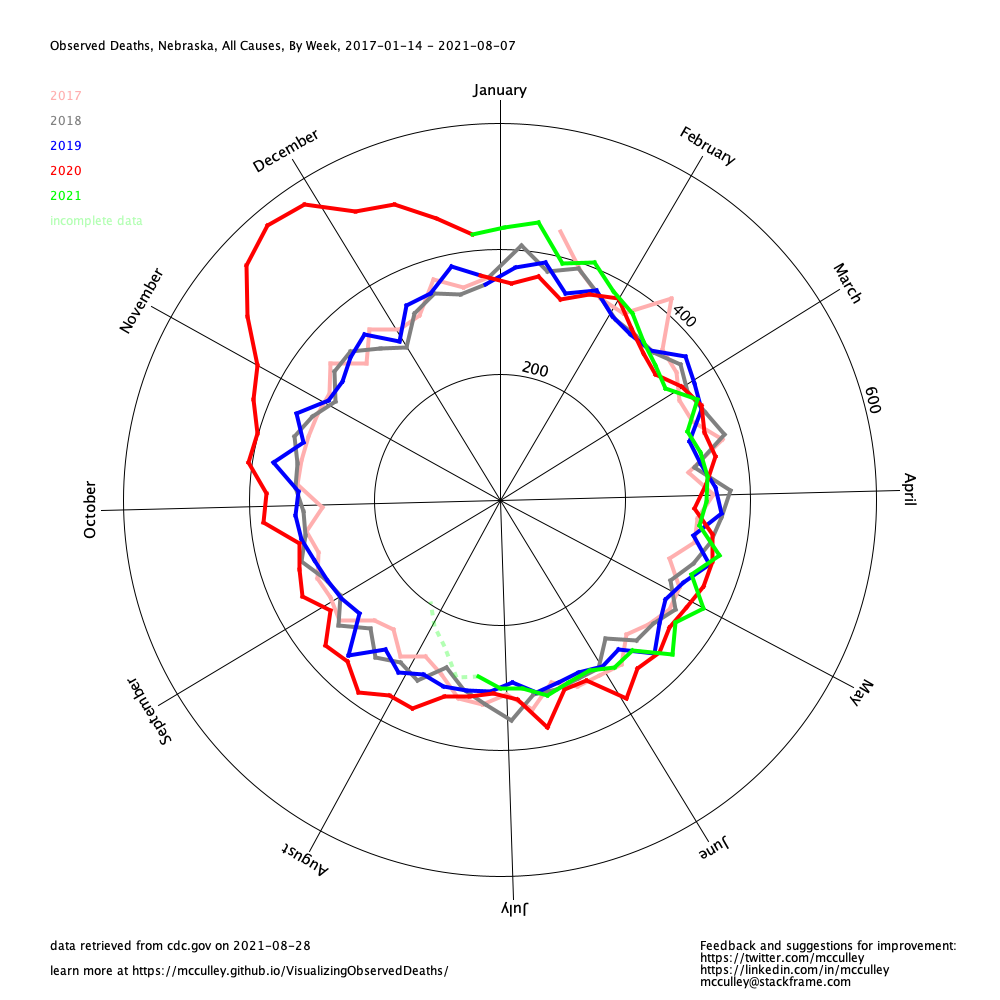 Observed Deaths, Nebraska, All Causes, By Week, 2017-01-14 - 2021-08-07
January
2017
2018
2019
2020
2021
incomplete data
December
February
November
March
400
200
600
October
April
September
May
August
June
July
data retrieved from cdc.gov on 2021-08-28
learn more at https://mcculley.github.io/VisualizingObservedDeaths/
Feedback and suggestions for improvement:
https://twitter.com/mcculley
https://linkedin.com/in/mcculley
mcculley@stackframe.com